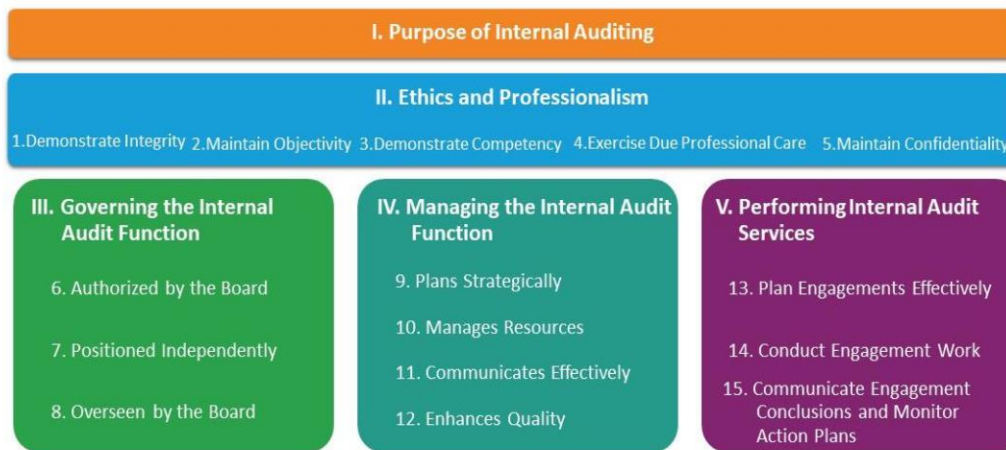 I. Purpose of Internal Auditing
II. Ethics and Professionalism
1.Demonstrate Integrity 2.Maintain Objectivity 3.Demonstrate Competency 4.Exercise Due Professional Care 5.Maintain Confidentiality
III. Governing the Internal
Audit Function
6. Authorized by the Board
7. Positioned Independently
8. Overseen by the Board
IV. Managing the Internal Audit
Function
9. Plans Strategically
10. Manages Resources
11. Communicates Effectively
12. Enhances Quality
V. Performing Internal Audit
Services
13. Plan Engagements Effectively
14. Conduct Engagement Work
15. Communicate Engagement
Conclusions and Monitor
Action Plans